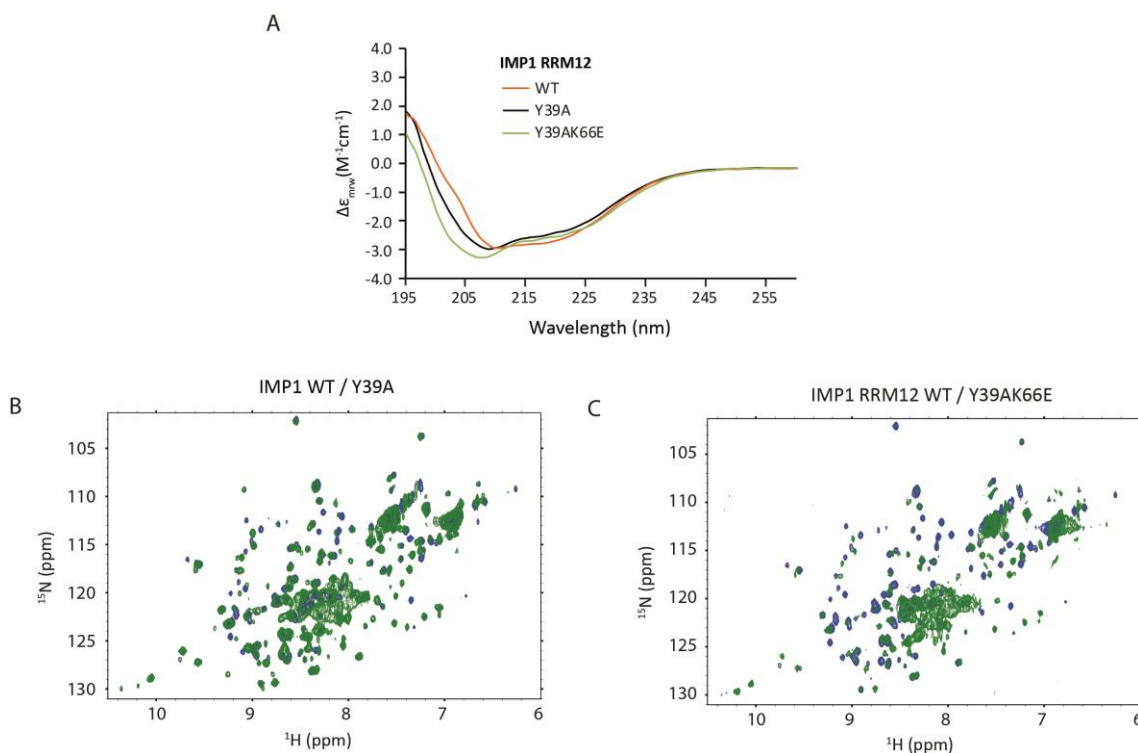 A
IMP1 RRM12
WT
Y39A
Y39AK66E
4.0
3.0
2.0
1.0
0.0
-1.0
-2.0
-3.0
-4.0
Δε_mrw (M⁻¹cm⁻¹)
195 205 215 225 235 245 255
Wavelength (nm)
B
IMP1 WT / Y39A
105
110
115
120
125
130
¹⁵N (ppm)
10 9 8 7 6
¹H (ppm)
C
IMP1 RRM12 WT / Y39AK66E
105
110
115
120
125
130
¹⁵N (ppm)
10 9 8 7 6
¹H (ppm)